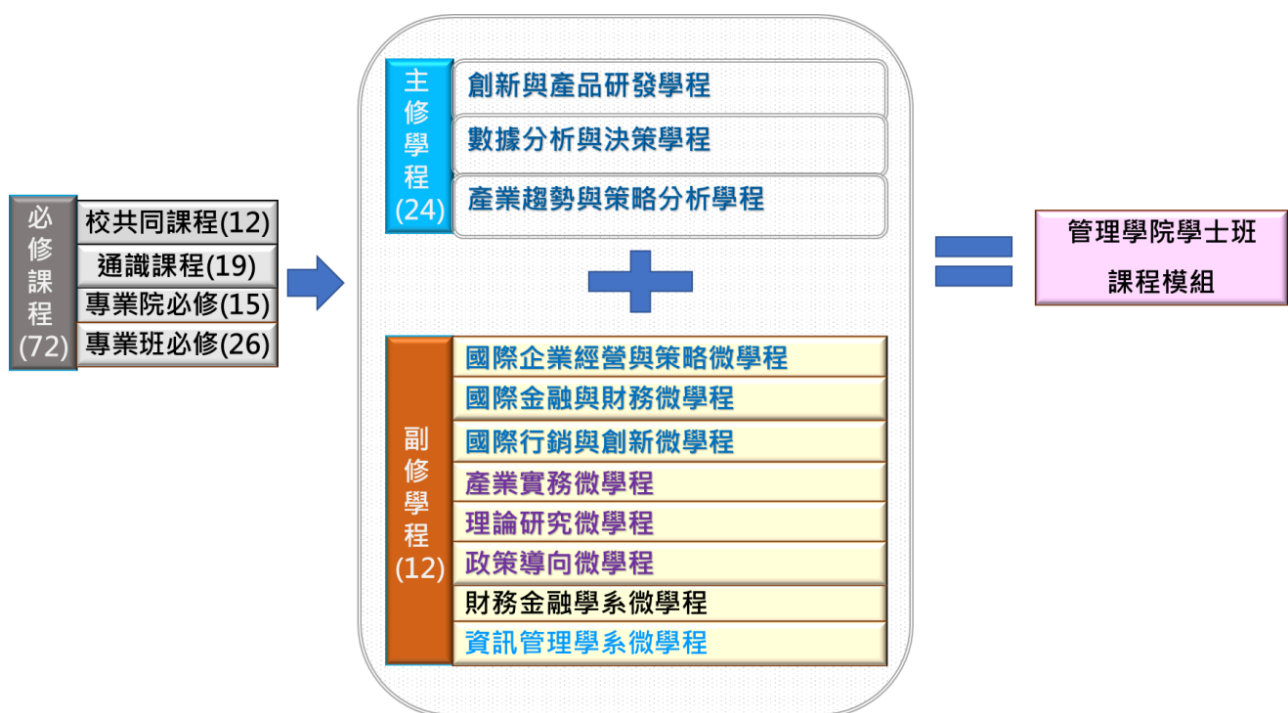 必修課程(72)
校共同課程(12)
通識課程(19)
專業院必修(15)
專業班必修(26)
主修學程(24)
創新與產品研發學程
數據分析與決策學程
產業趨勢與策略分析學程
副修學程(12)
國際企業經營與策略微學程
國際金融與財務微學程
國際行銷與創新微學程
產業實務微學程
理論研究微學程
政策導向微學程
財務金融學系微學程
資訊管理學系微學程
管理學院學士班
課程模組